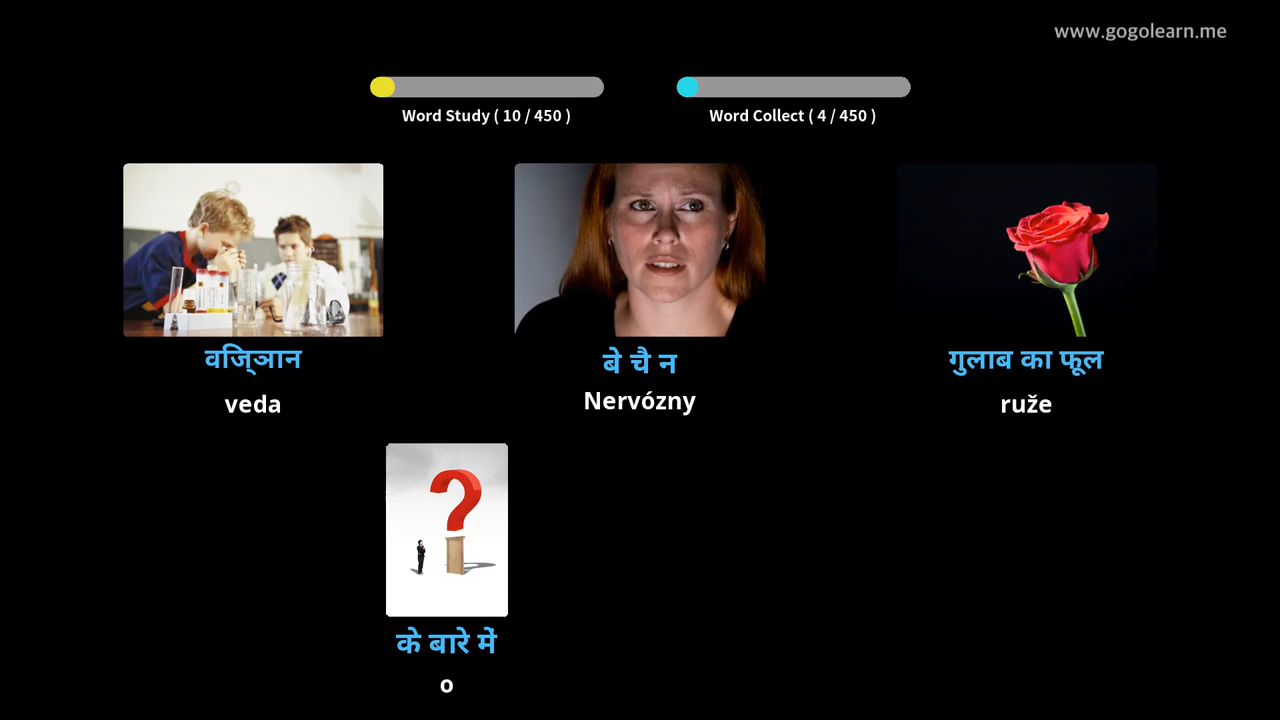 www.gogolearn.me
Word Study ( 10 / 450 )
Word Collect ( 4 / 450 )
वजि्ञान
बे चै न
गुलाब का फूल
veda
Nervózny
ruže
के बारे में
o